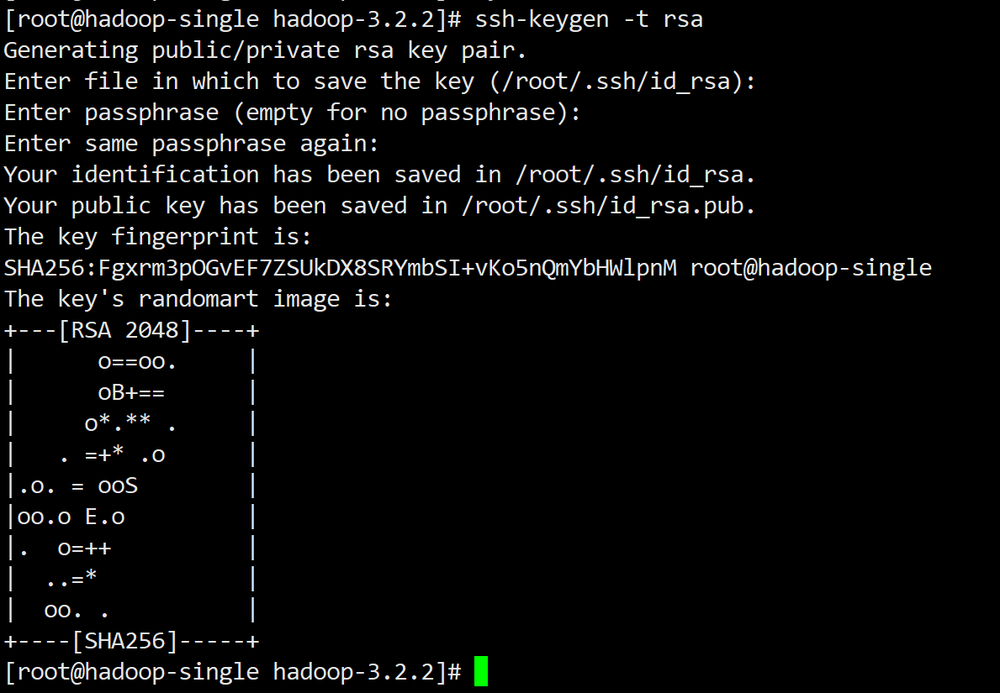 [root@hadoop-single hadoop-3.2.2]# ssh-keygen -t rsa
Generating public/private rsa key pair.
Enter file in which to save the key (/root/.ssh/id_rsa):
Enter passphrase (empty for no passphrase):
Enter same passphrase again:
Your identification has been saved in /root/.ssh/id_rsa.
Your public key has been saved in /root/.ssh/id_rsa.pub.
The key fingerprint is:
SHA256:Fgxrm3pOGvEF7ZSUkDX8SRYmbSI+vKo5nQmYbHWlpnM root@hadoop-single
The key's randomart image is:
+---[RSA 2048]----+
|      o==oo.     |
|      oB+==      |
|     o*.** .     |
|   . =+* .o      |
|.o. = ooS        |
|oo.o E.o         |
|.  o=++          |
|  ..=*           |
|  oo. .          |
+----[SHA256]-----+
[root@hadoop-single hadoop-3.2.2]#